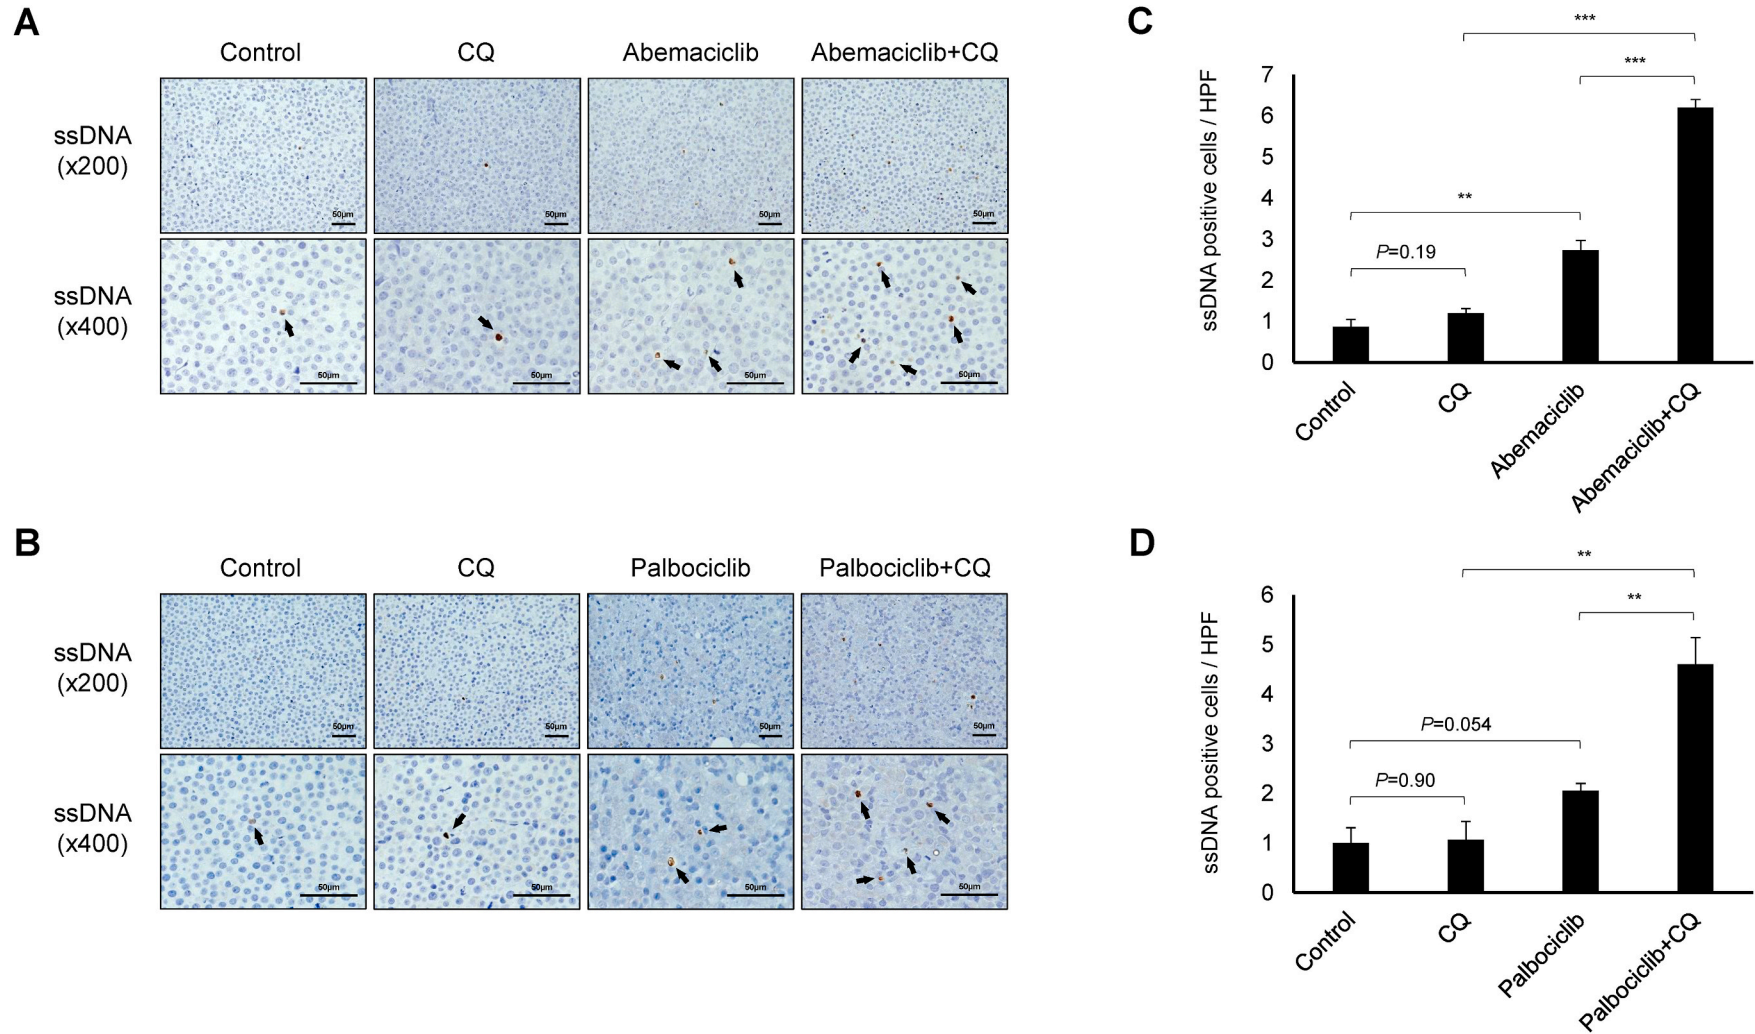 A
Control CQ Abemaciclib Abemaciclib+CQ
ssDNA
(x200)
50µm 50µm 50µm 50µm
ssDNA
(x400)
50µm 50µm 50µm 50µm
B
Control CQ Palbociclib Palbociclib+CQ
ssDNA
(x200)
50µm 50µm 50µm 50µm
ssDNA
(x400)
50µm 50µm 50µm 50µm
C
ssDNA positive cells / HPF
7
6
5
4
3
2
1
0
***
***
**
P=0.19
Control
CQ
Abemaciclib
Abemaciclib+CQ
D
ssDNA positive cells / HPF
6
5
4
3
2
1
0
**
**
P=0.054
P=0.90
Control
CQ
Palbociclib
Palbociclib+CQ